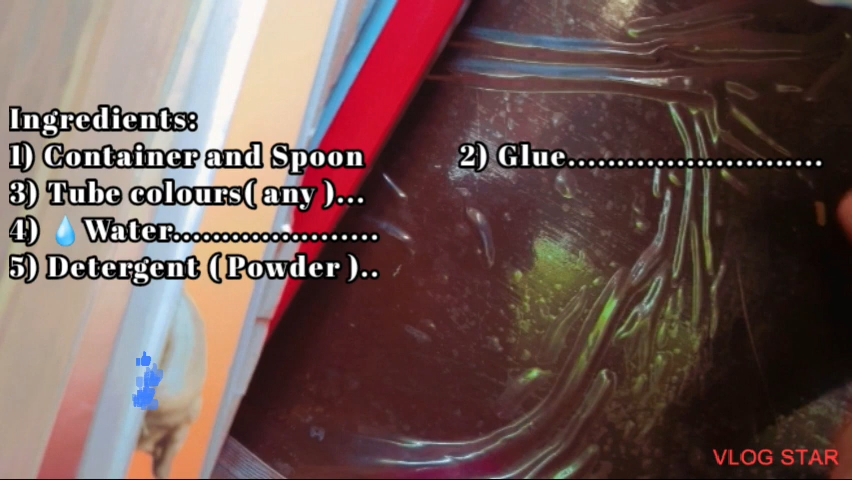 Ingredients:
1) Container and Spoon 2) Glue..........................
3) Tube colours( any )...
4) 💧Water.....................
5) Detergent ( Powder )..
VLOG STAR